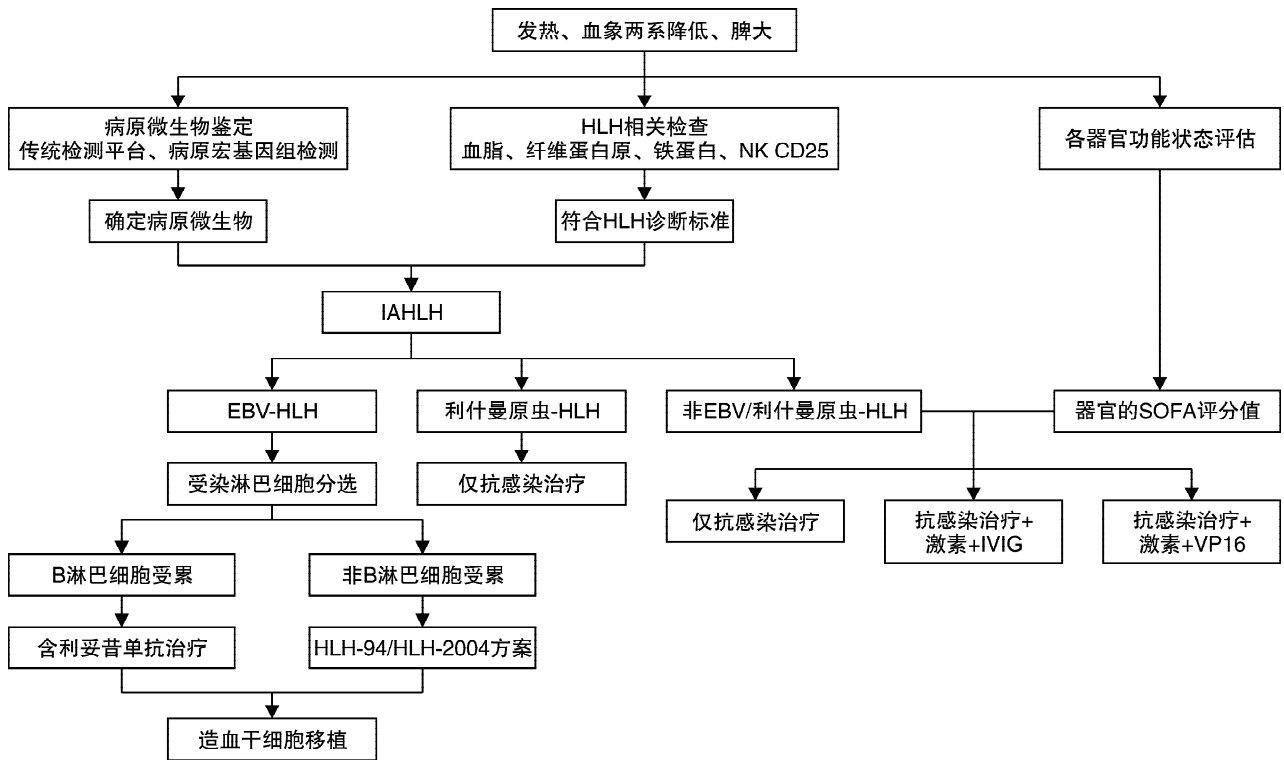 发热、血象两系降低、脾大
病原微生物鉴定
传统检测平台、病原宏基因组检测
HLH相关检查
血脂、纤维蛋白原、铁蛋白、NK CD25
各器官功能状态评估
确定病原微生物
符合HLH诊断标准
IAHLH
EBV-HLH
利什曼原虫-HLH
非EBV/利什曼原虫-HLH
器官的SOFA评分值
受染淋巴细胞分选
仅抗感染治疗
仅抗感染治疗
抗感染治疗+
激素+IVIG
抗感染治疗+
激素+VP16
B淋巴细胞受累
非B淋巴细胞受累
含利妥昔单抗治疗
HLH-94/HLH-2004方案
造血干细胞移植